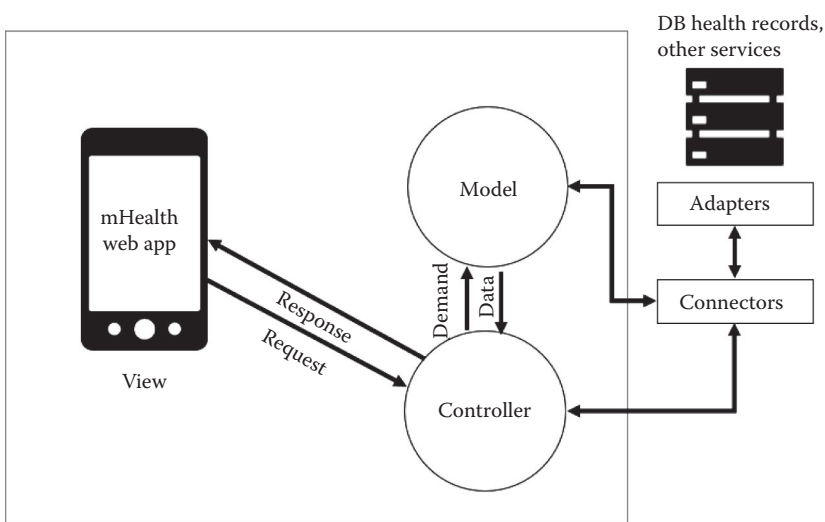 DB health records,
other services
mHealth
web app
Model
Adapters
Demand
Data
Connectors
Response
Request
View
Controller